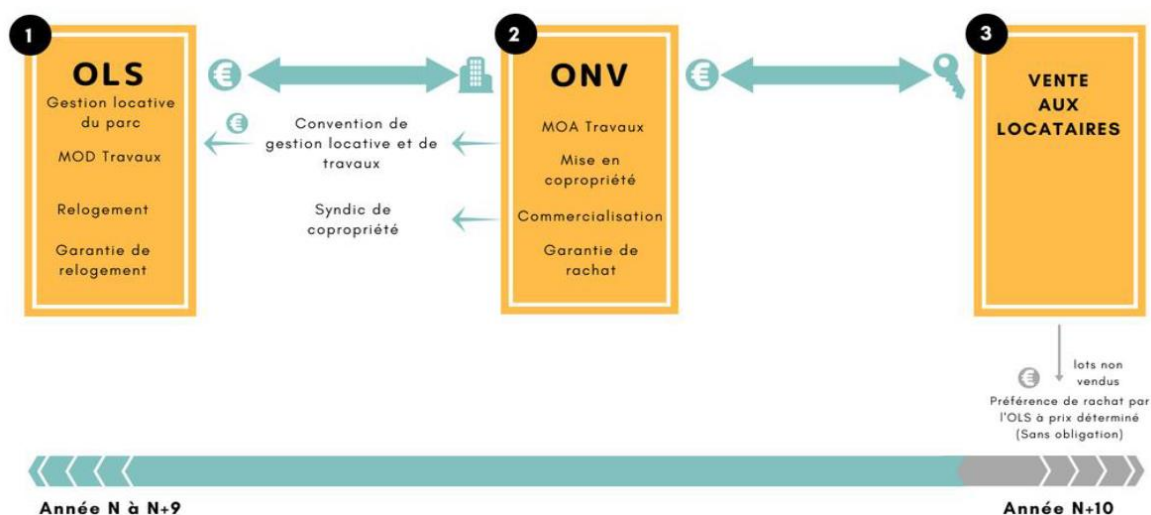 1
OLS
Gestion locative
du parc
MOD Travaux
Relogement
Garantie de
relogement
€
€
Convention de
gestion locative et de
travaux
Syndic de
copropriété
2
ONV
MOA Travaux
Mise en
copropriété
Commercialisation
Garantie de
rachat
€
3
VENTE
AUX
LOCATAIRES
€
lots non
vendus
Préférence de rachat par
l'OLS à prix déterminé
(Sans obligation)
Année N à N+9
Année N+10